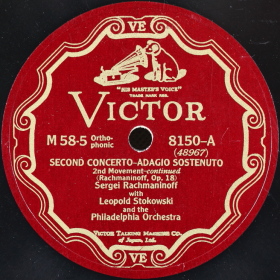 VE
"HIS MASTER'S VOICE"
TRADE MARK REG.
VICTOR
M 58-5 Ortho-phonic 8150-A
(48967)
SECOND CONCERTO-ADAGIO SOSTENUTO
2nd Movement-continued
(Rachmaninoff, Op. 18)
Sergei Rachmaninoff
with
Leopold Stokowski
and the
Philadelphia Orchestra
VICTOR TALKING MACHINE CO.
of Japan, Ltd.
VE